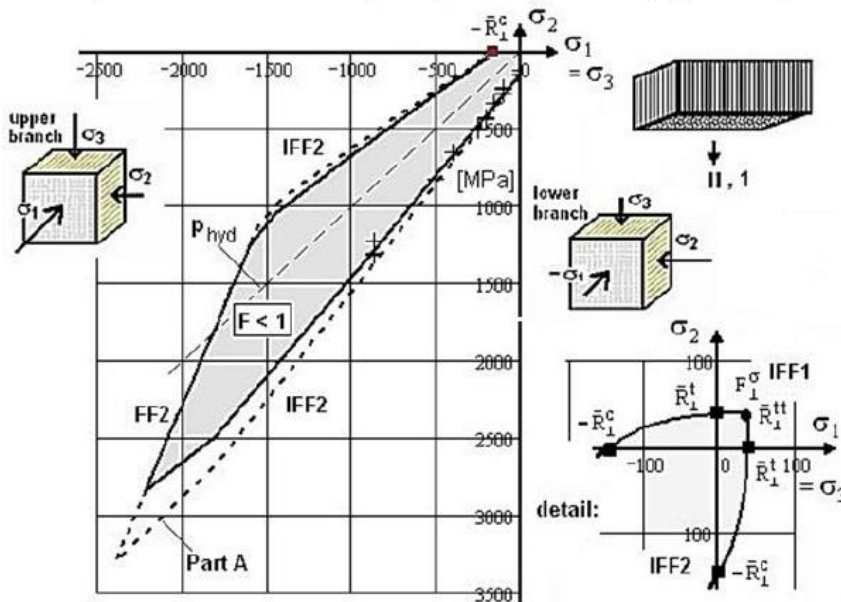 -R̄⊥ᶜ σ₂
-2500 -2000 -1500 -1000 -500 0 σ₁
= σ₃
upper
branch
σ₃
σ₂
σ₁
IFF2
500
[MPa]
II , 1
lower
branch
σ₃
σ₂
-σ₁
1000
p hyd
1500
F < 1
2000
FF2
IFF2
2500
3000
Part A
3500
σ₂
100
F⊥^σ IFF1
R̄⊥ᵗ
R̄⊥ᵗᵗ
-R̄⊥ᶜ
σ₁
-100 0 100
R̄⊥ᵗ
= σ₃
detail:
100
IFF2
-R̄⊥ᶜ